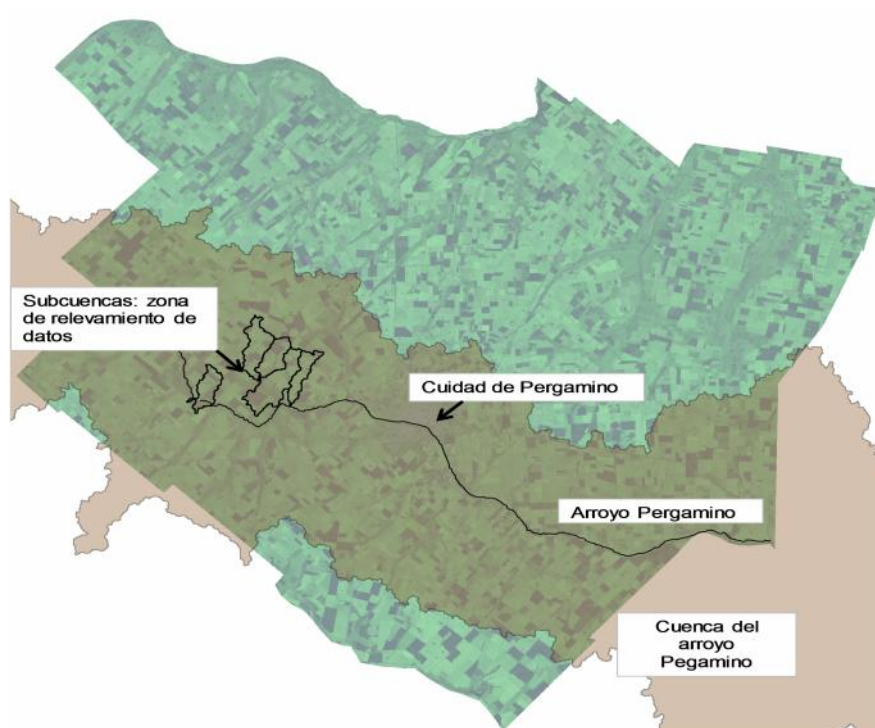 Subcuencas: zona
de relevamiento de
datos
Cuidad de Pergamino
Arroyo Pergamino
Cuenca del
arroyo
Pegamino